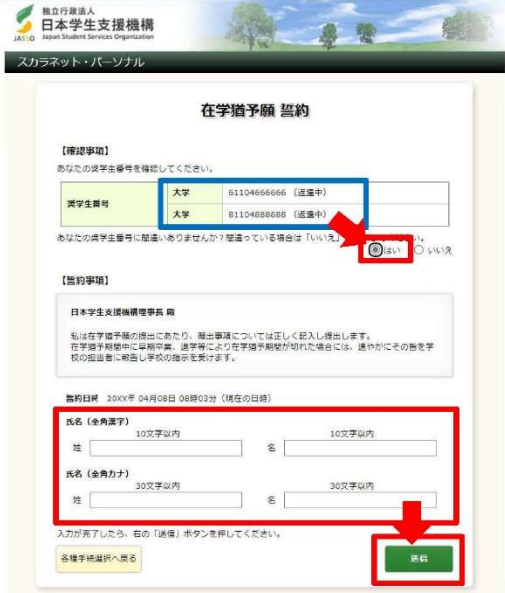 独立行政法人
日本学生支援機構
JASSO Japan Student Services Organization
スカラネット・パーソナル
在学猶予願 誓約
【確認事項】
あなたの奨学生番号を確認してください。
奨学生番号
大学 61104666666 (返還中)
大学 81104888888 (返還中)
あなたの奨学生番号に間違いありませんか?間違っている場合は「いいえ」
はい いいえ
【誓約事項】
日本学生支援機構理事長 殿
私は在学猶予願の提出にあたり、願出事項については正しく記入し提出します。
在学猶予期間中に早期卒業、退学等により在学猶予期間が切れた場合には、速やかにその旨を学
校の担当者に報告し学校の指示を受けます。
誓約日時 20XX年 04月08日 08時03分 (現在の日時)
氏名(全角漢字)
10文字以内 10文字以内
姓 名
氏名(全角カナ)
30文字以内 30文字以内
姓 名
入力が完了したら、右の「送信」ボタンを押してください。
各種手続選択へ戻る 送信